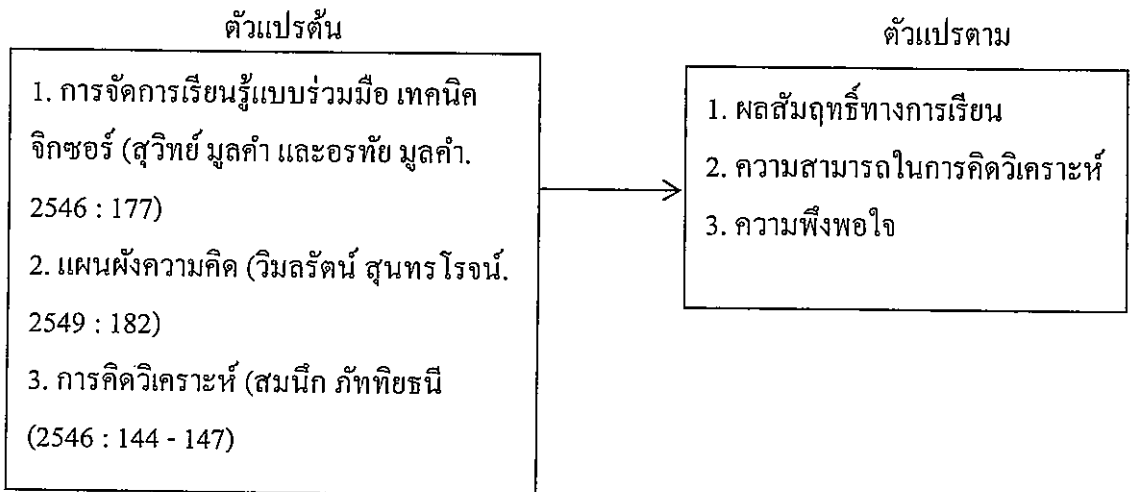 ตัวแปรต้น
1. การจัดการเรียนรู้แบบร่วมมือ เทคนิค
จิกซอร์ (สุวิทย์ มูลคำ และอรทัย มูลคำ.
2546 : 177)
2. แผนผังความคิด (วิมลรัตน์ สุนทรโรจน์.
2549 : 182)
3. การคิดวิเคราะห์ (สมนึก ภัททิยธนี
(2546 : 144 - 147)
ตัวแปรตาม
1. ผลสัมฤทธิ์ทางการเรียน
2. ความสามารถในการคิดวิเคราะห์
3. ความพึงพอใจ